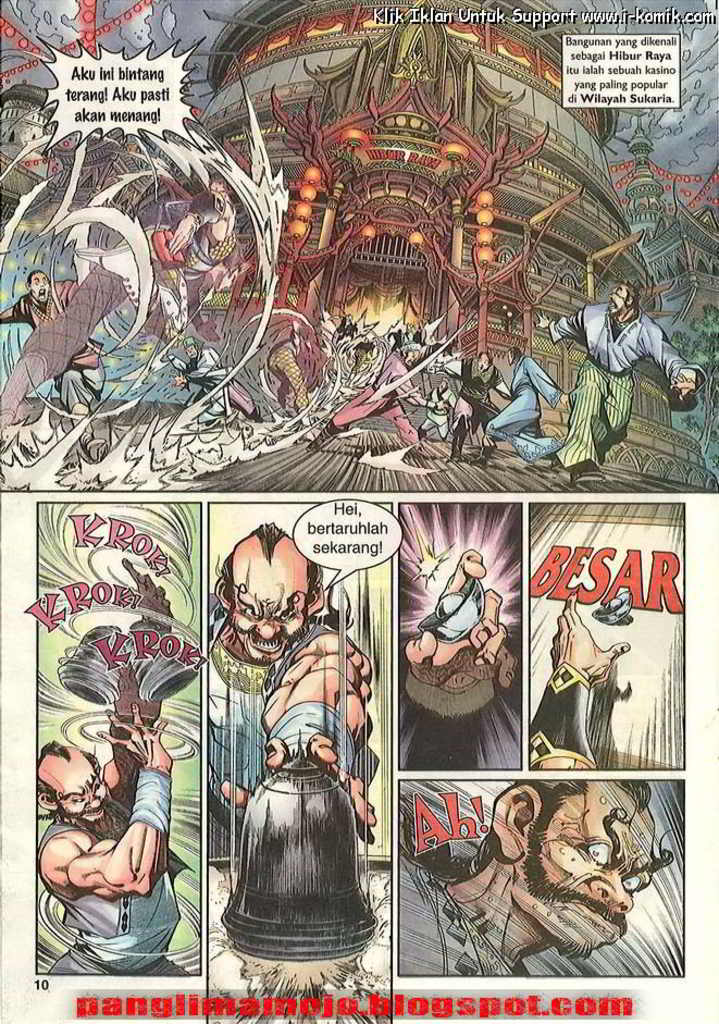 Klik Iklan Untuk Support www.i-komik.com
Aku ini bintang
terang! Aku pasti
akan menang!
Bangunan yang dikenali
sebagai Hibur Raya
itu ialah sebuah kasino
yang paling popular
di Wilayah Sukaria.
HIBUR RAYA
KROK!
KROK!
KROK!
Hei,
bertaruhlah
sekarang!
BESAR
Ah!
10
panglimamejo.blogspot.com